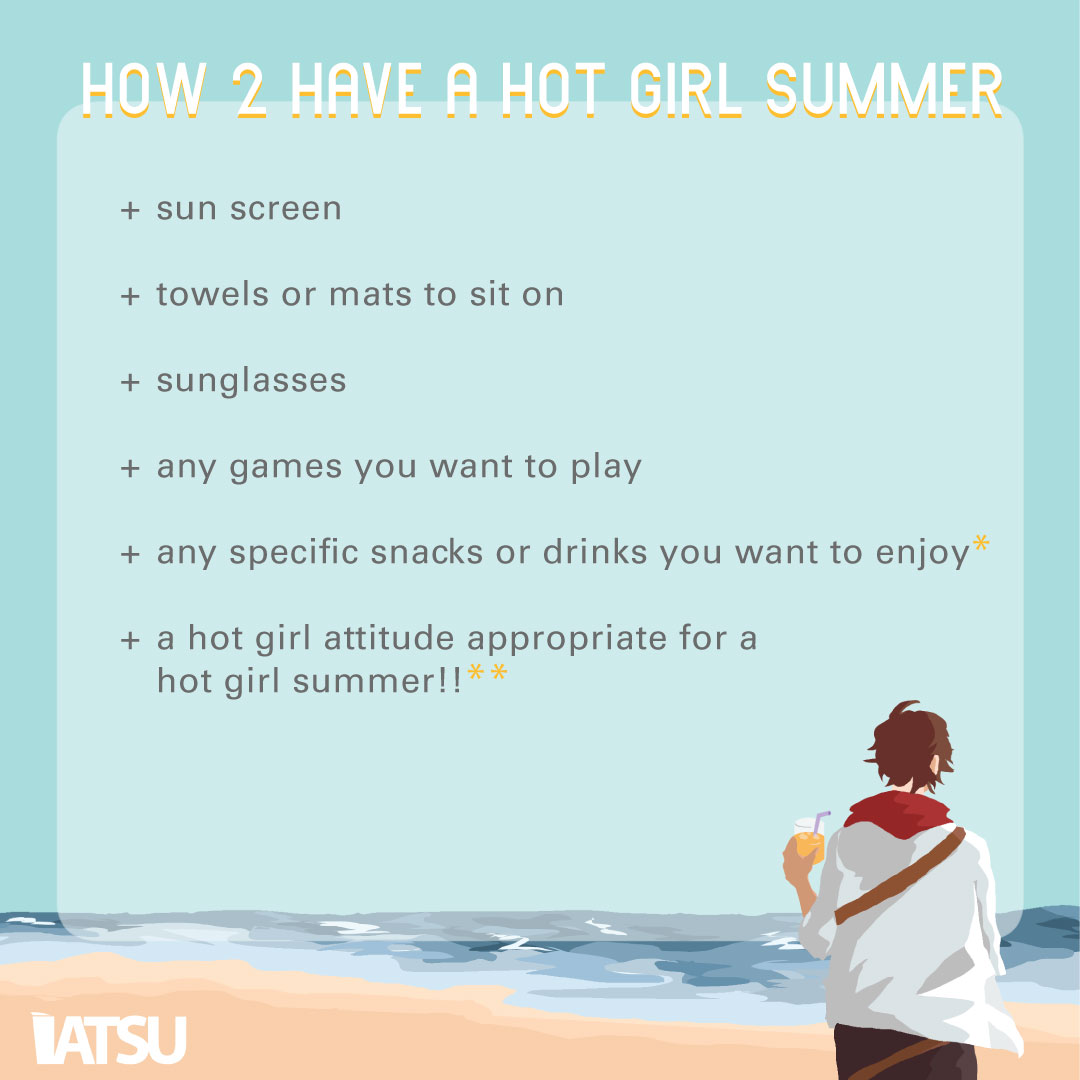 HOW 2 HAVE A HOT GIRL SUMMER
+ sun screen
+ towels or mats to sit on
+ sunglasses
+ any games you want to play
+ any specific snacks or drinks you want to enjoy*
+ a hot girl attitude appropriate for a
hot girl summer!!**
IATSU